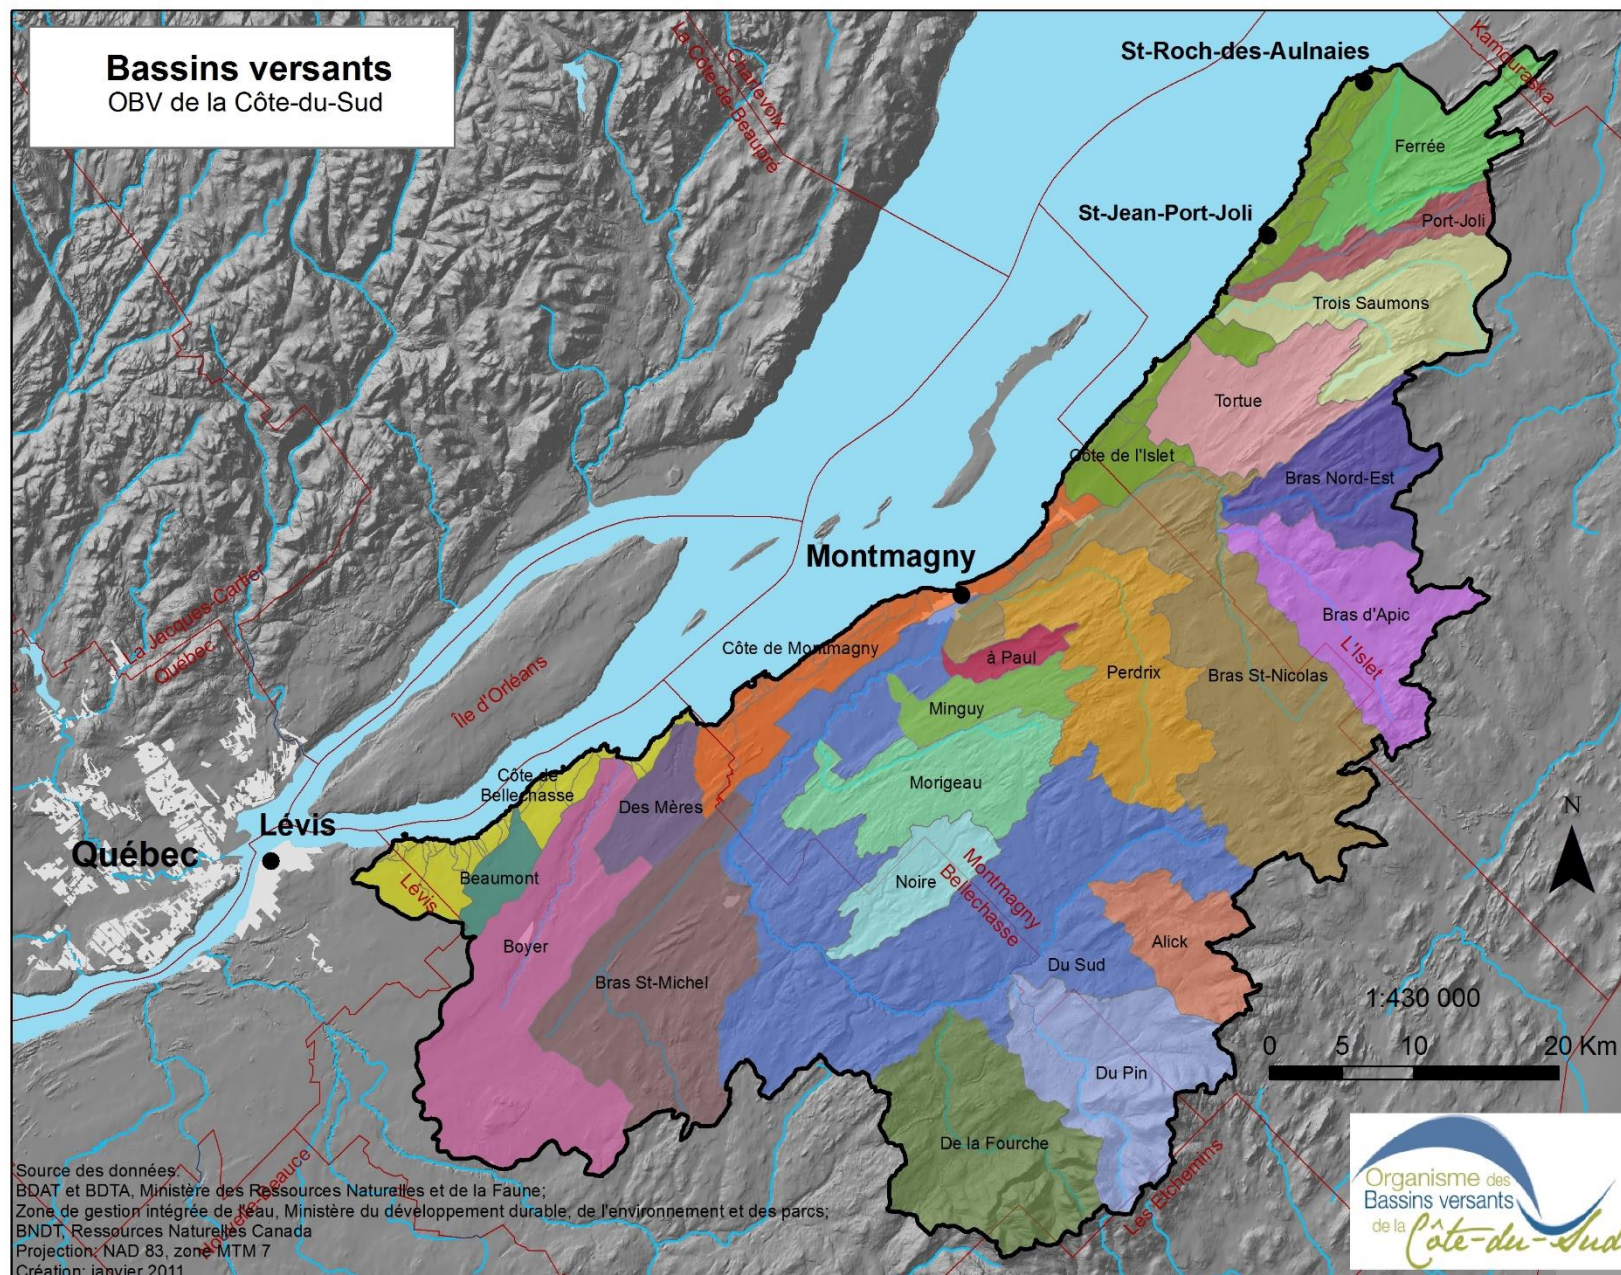 Bassins versants
OBV de la Côte-du-Sud
Charlevoix
La Côte-de-Beaupré
St-Roch-des-Aulnaies
Kamouraska
Ferrée
St-Jean-Port-Joli
Port-Joli
Trois Saumons
Tortue
Côte de l'Islet
Bras Nord-Est
Montmagny
La Jacques-Cartier
Québec
Île d'Orléans
Côte de Montmagny
à Paul
Perdrix
Bras d'Apic
L'Islet
Bras St-Nicolas
Minguy
Morigeau
Côte de
Bellechasse
Des Mères
Lévis
Québec
Beaumont
Lévis
Noire
Montmagny
Bellechasse
N
Boyer
Bras St-Michel
Du Sud
Alick
1:430 000
0 5 10 20 Km
Du Pin
De la Fourche
Les Etchemins
Nouvelle-Beauce
Source des données:
BDAT et BDTA, Ministère des Ressources Naturelles et de la Faune;
Zone de gestion intégrée de l'eau, Ministère du développement durable, de l'environnement et des parcs;
BNDT, Ressources Naturelles Canada
Projection: NAD 83, zone MTM 7
Création: janvier 2011
Organisme des
Bassins versants
de la Côte-du-Sud